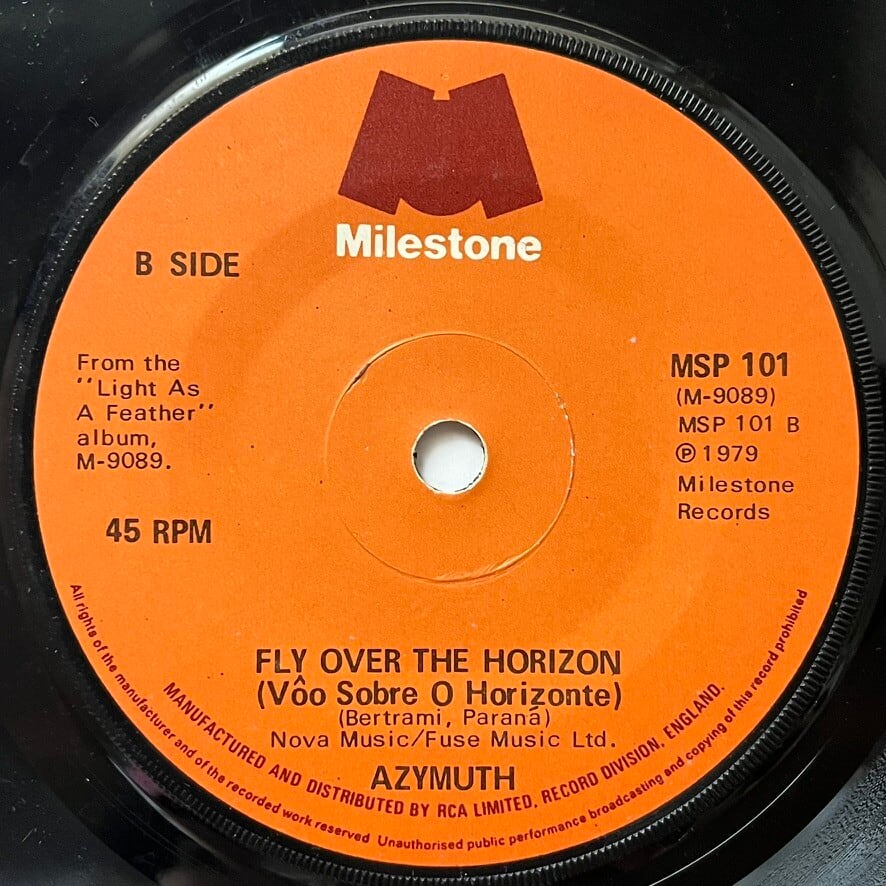 Milestone
B SIDE
From the
"Light As
A Feather"
album,
M-9089.
45 RPM
MSP 101
(M-9089)
MSP 101 B
℗ 1979
Milestone
Records
FLY OVER THE HORIZON
(Vôo Sobre O Horizonte)
(Bertrami, Paraná)
Nova Music/Fuse Music Ltd.
AZYMUTH
MANUFACTURED AND DISTRIBUTED BY RCA LIMITED, RECORD DIVISION, ENGLAND.
All rights of the manufacturer and of the recorded work reserved Unauthorised public performance broadcasting and copying of this record prohibited